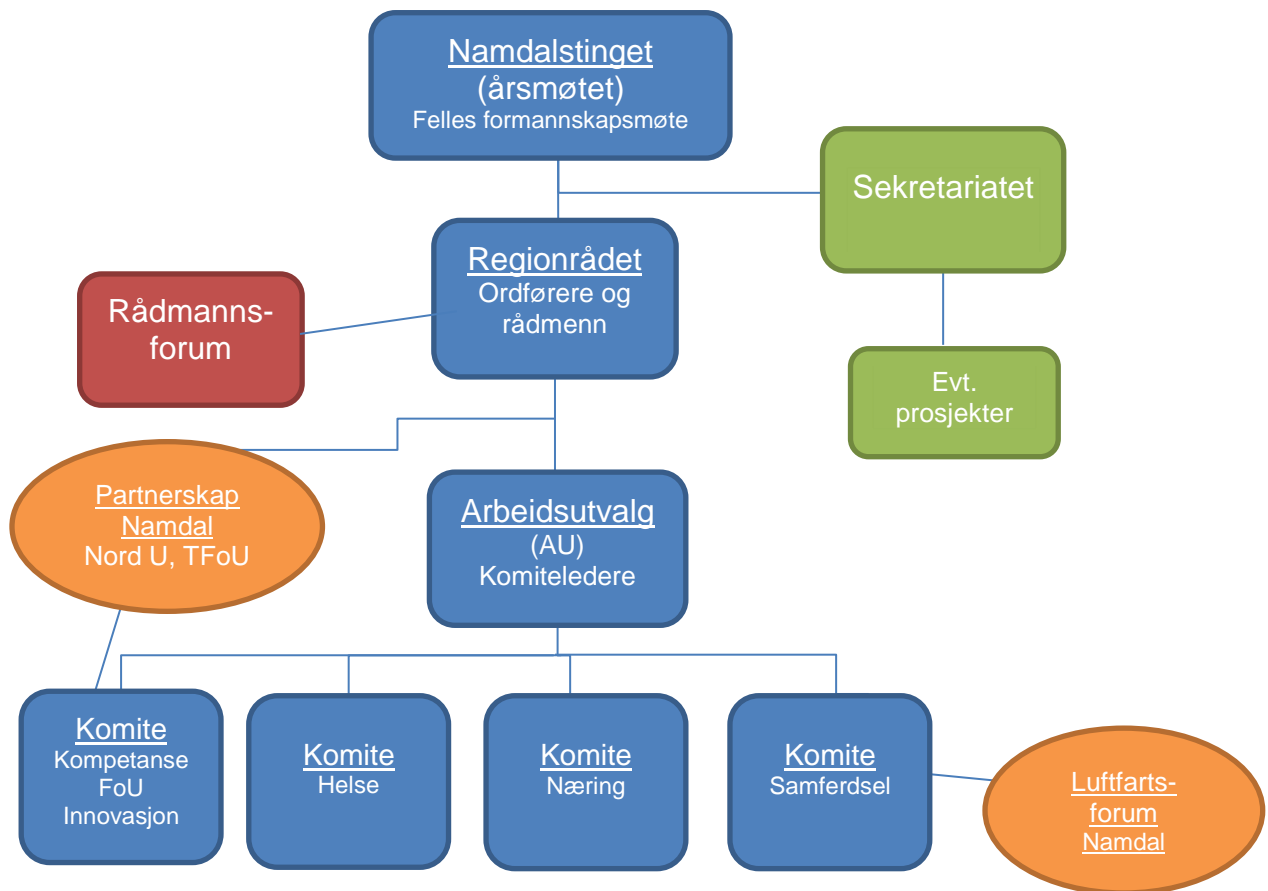 Namdalstinget
(årsmøtet)
Felles formannskapsmøte
Sekretariatet
Regionrådet
Ordførere og
rådmenn
Rådmanns-
forum
Evt.
prosjekter
Partnerskap
Namdal
Nord U, TFoU
Arbeidsutvalg
(AU)
Komiteledere
Komite
Kompetanse
FoU
Innovasjon
Komite
Helse
Komite
Næring
Komite
Samferdsel
Luftfarts-
forum
Namdal